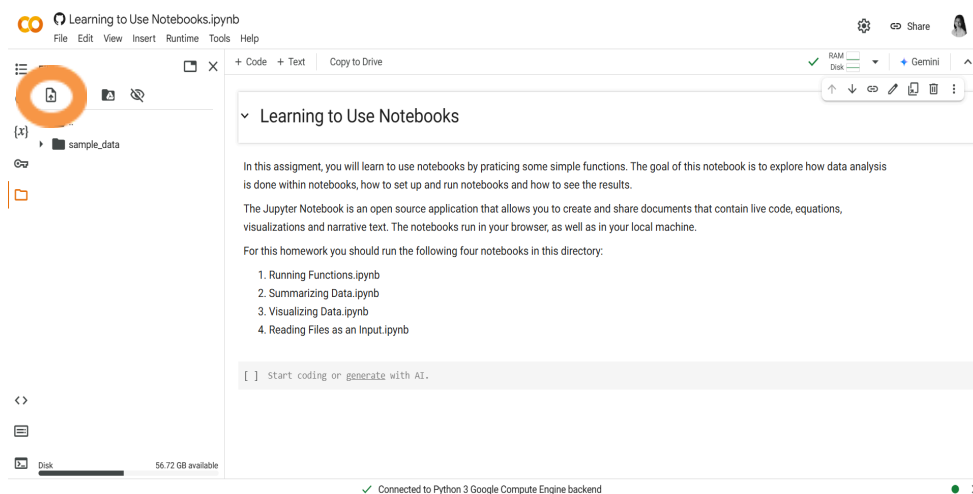 Learning to Use Notebooks.ipynb
File Edit View Insert Runtime Tools Help
Share
+ Code + Text Copy to Drive
RAM
Disk
Gemini
{x}
..
sample_data
Learning to Use Notebooks
In this assigment, you will learn to use notebooks by praticing some simple functions. The goal of this notebook is to explore how data analysis
is done within notebooks, how to set up and run notebooks and how to see the results.
The Jupyter Notebook is an open source application that allows you to create and share documents that contain live code, equations,
visualizations and narrative text. The notebooks run in your browser, as well as in your local machine.
For this homework you should run the following four notebooks in this directory:
1. Running Functions.ipynb
2. Summarizing Data.ipynb
3. Visualizing Data.ipynb
4. Reading Files as an Input.ipynb
[ ] Start coding or generate with AI.
Disk 56.72 GB available
Connected to Python 3 Google Compute Engine backend